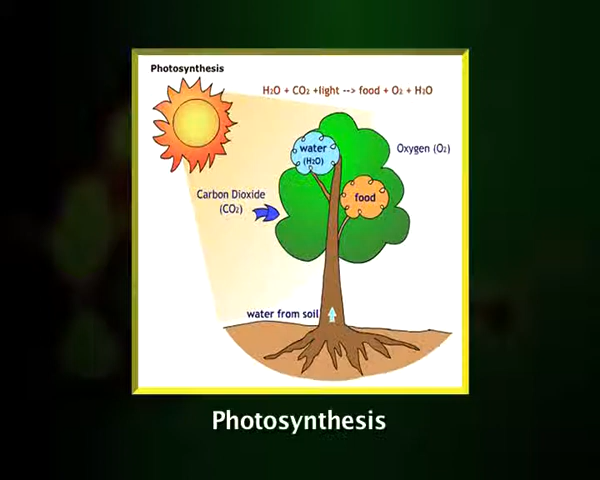 Photosynthesis
H2O + CO2 +light --> food + O2 + H2O
water
(H2O)
Oxygen (O2)
Carbon Dioxide
(CO2)
food
water from soil
Photosynthesis